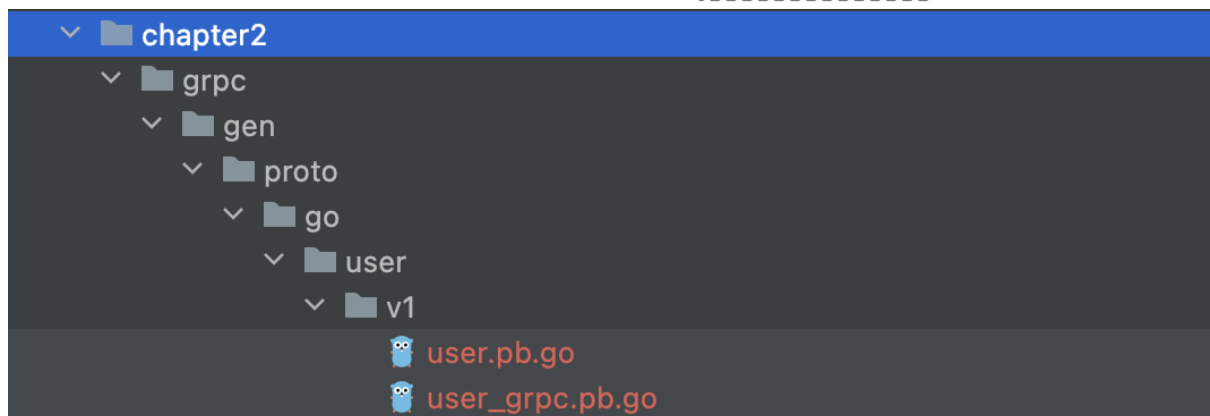 chapter2
grpc
gen
proto
go
user
v1
user.pb.go
user_grpc.pb.go